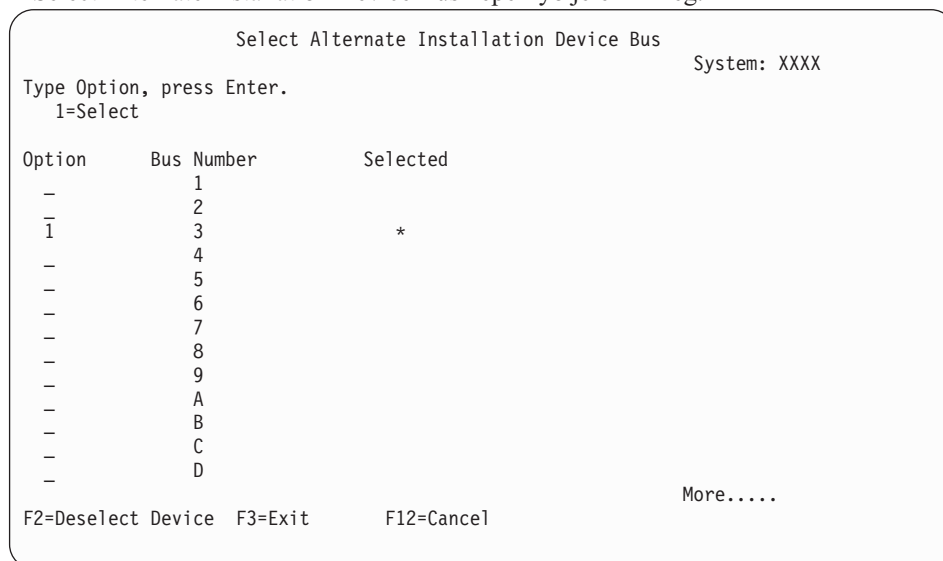 Select Alternate Installation Device Bus
System: XXXX
Type Option, press Enter.
1=Select
Option Bus Number Selected
_ 1
_ 2
1 3 *
_ 4
_ 5
_ 6
_ 7
_ 8
_ 9
_ A
_ B
_ C
_ D
More.....
F2=Deselect Device F3=Exit F12=Cancel